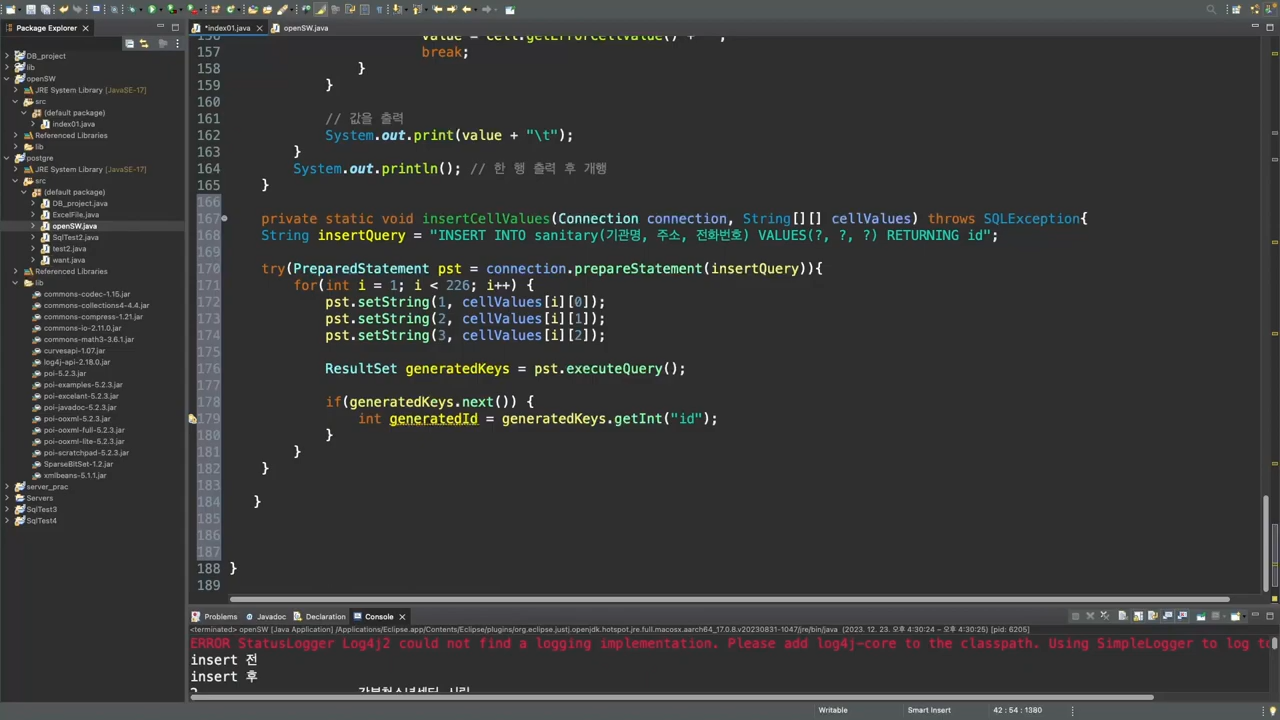 *index01.java
openSW.java
Package Explorer
DB_project
lib
openSW
JRE System Library [JavaSE-17]
src
(default package)
index01.java
Referenced Libraries
lib
postgre
JRE System Library [JavaSE-17]
src
(default package)
DB_project.java
ExcelFile.java
openSW.java
SqlTest2.java
test2.java
want.java
Referenced Libraries
lib
commons-codec-1.15.jar
commons-collections4-4.4.jar
commons-compress-1.21.jar
commons-io-2.11.0.jar
commons-math3-3.6.1.jar
curvesapi-1.07.jar
log4j-api-2.18.0.jar
poi-5.2.3.jar
poi-examples-5.2.3.jar
poi-excelant-5.2.3.jar
poi-javadoc-5.2.3.jar
poi-ooxml-5.2.3.jar
poi-ooxml-full-5.2.3.jar
poi-ooxml-lite-5.2.3.jar
poi-scratchpad-5.2.3.jar
SparseBitSet-1.2.jar
xmlbeans-5.1.1.jar
server_prac
Servers
SqlTest3
SqlTest4
156 value = cell.getErrorCellValue() + "";
157 break;
158 }
159 }
160
161 // 값을 출력
162 System.out.print(value + "\t");
163 }
164 System.out.println(); // 한 행 출력 후 개행
165 }
166
167 private static void insertCellValues(Connection connection, String[][] cellValues) throws SQLException{
168 String insertQuery = "INSERT INTO sanitary(기관명, 주소, 전화번호) VALUES(?, ?, ?) RETURNING id";
169
170 try(PreparedStatement pst = connection.prepareStatement(insertQuery)){
171 for(int i = 1; i < 226; i++) {
172 pst.setString(1, cellValues[i][0]);
173 pst.setString(2, cellValues[i][1]);
174 pst.setString(3, cellValues[i][2]);
175
176 ResultSet generatedKeys = pst.executeQuery();
177
178 if(generatedKeys.next()) {
179 int generatedId = generatedKeys.getInt("id");
180 }
181 }
182 }
183
184 }
185
186
187
188 }
189
Problems
Javadoc
Declaration
Console
<terminated> openSW [Java Application] /Applications/Eclipse.app/Contents/Eclipse/plugins/org.eclipse.justj.openjdk.hotspot.jre.full.macosx.aarch64_17.0.8.v20230831-1047/jre/bin/java (2023. 12. 23. 오후 4:30:24 – 오후 4:30:25) [pid: 6205]
ERROR StatusLogger Log4j2 could not find a logging implementation. Please add log4j-core to the classpath. Using SimpleLogger to log to
insert 전
insert 후
Writable
Smart Insert
42 : 54 : 1380